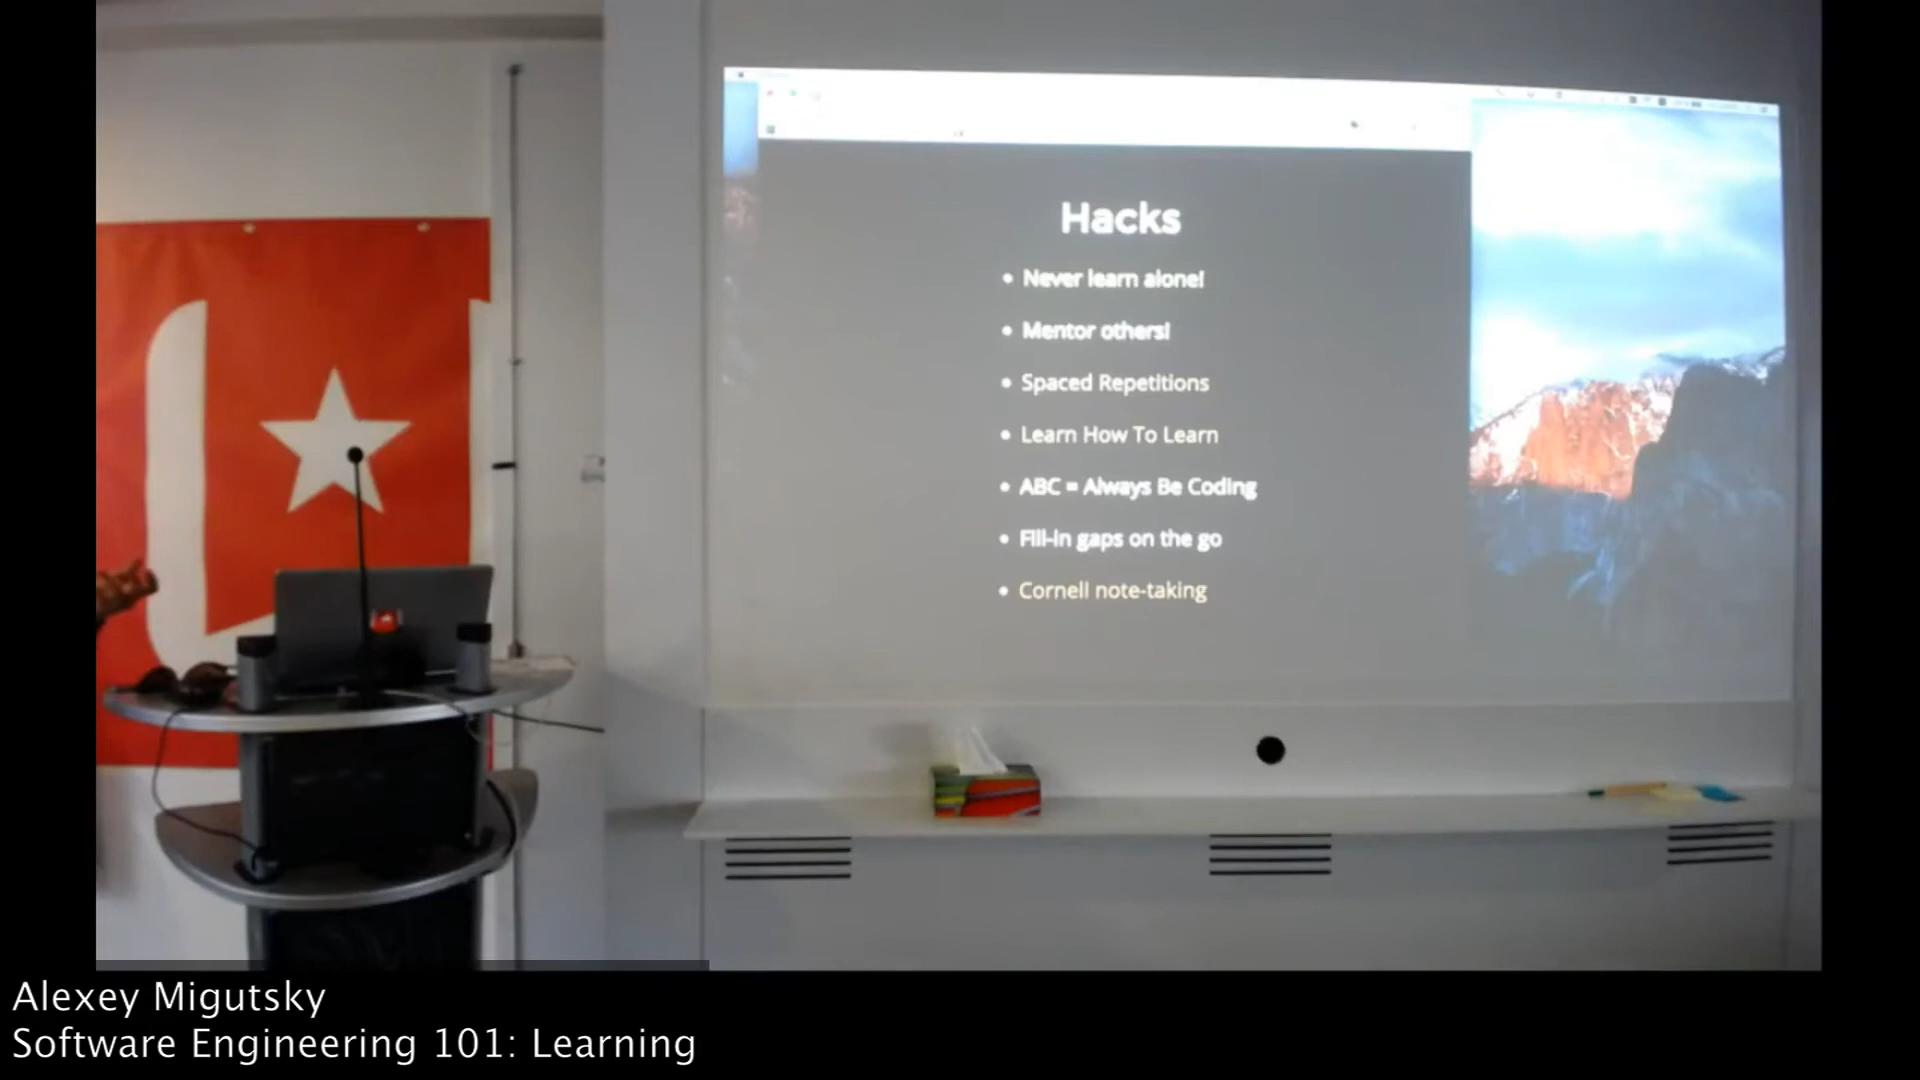 Hacks
• Never learn alone!
• Mentor others!
• Spaced Repetitions
• Learn How To Learn
• ABC = Always Be Coding
• Fill-in gaps on the go
• Cornell note-taking
Alexey Migutsky
Software Engineering 101: Learning